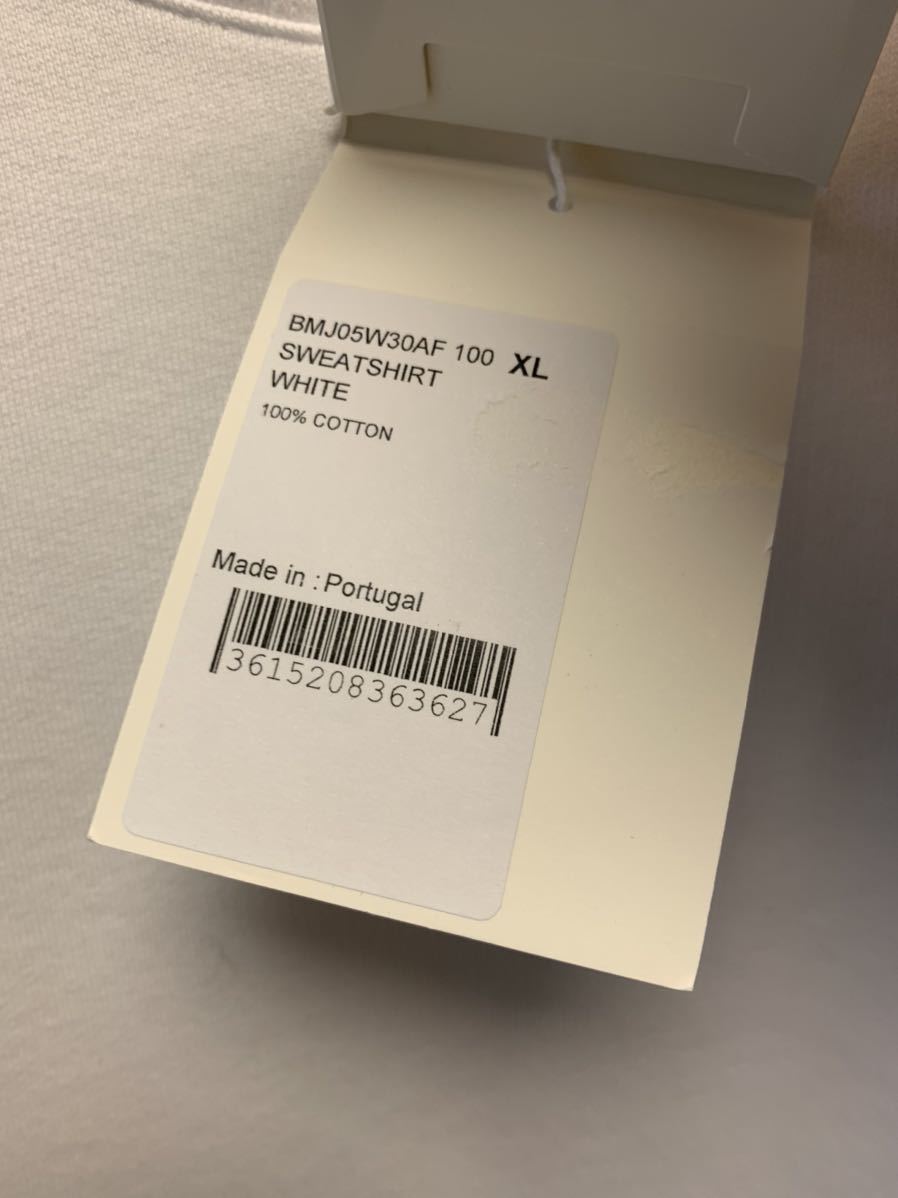 BMJ05W30AF 100 XL
SWEATSHIRT
WHITE
100% COTTON
Made in : Portugal
3615208363627